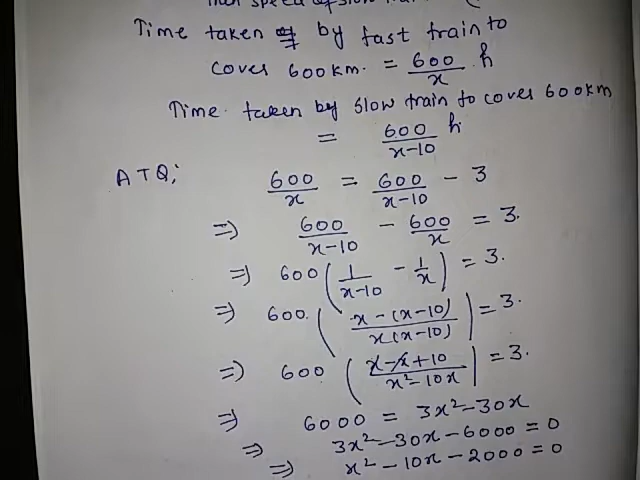 Time taken by fast train to
cover 600km. = 600/x h
Time taken by slow train to cover 600km
= 600/x-10 h
ATQ;
600/x = 600/x-10 - 3
⇒ 600/x-10 - 600/x = 3.
⇒ 600 (1/x-10 - 1/x) = 3.
⇒ 600. (x-(x-10)/x(x-10)) = 3.
⇒ 600 (x-x+10/x²-10x) = 3.
⇒ 6000 = 3x²-30x
⇒ 3x²-30x-6000=0
⇒ x²-10x-2000=0